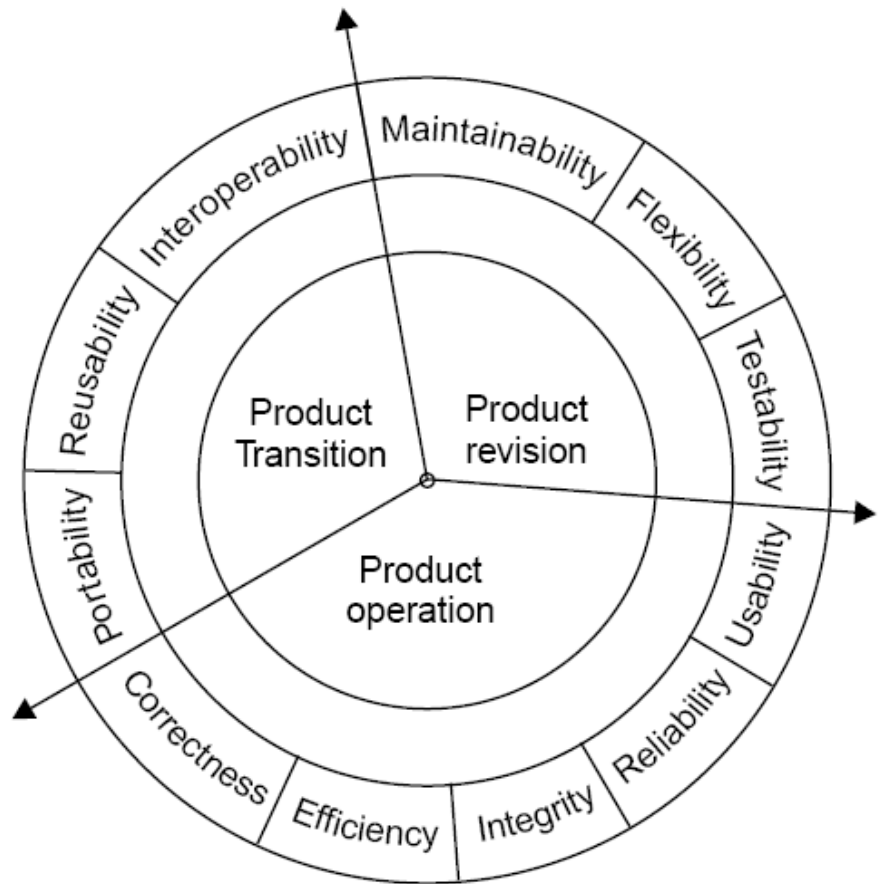 Interoperability
Maintainability
Flexibility
Testability
Reusability
Portability
Product
Transition
Product
revision
Product
operation
Usability
Reliability
Integrity
Efficiency
Correctness